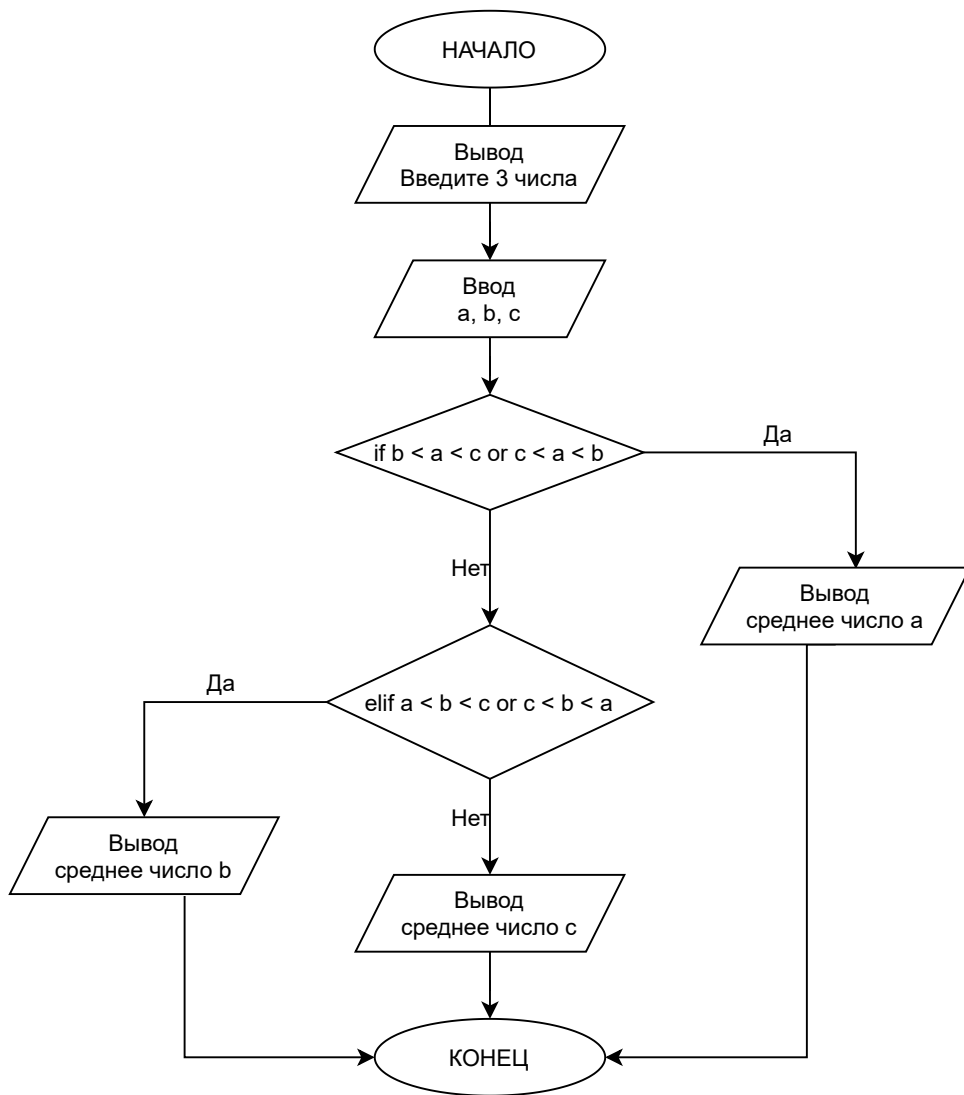 НАЧАЛО
Вывод
Введите 3 числа
Ввод
a, b, c
if b < a < c or c < a < b
Да
Нет
Вывод
среднее число a
elif a < b < c or c < b < a
Да
Нет
Вывод
среднее число b
Вывод
среднее число c
КОНЕЦ